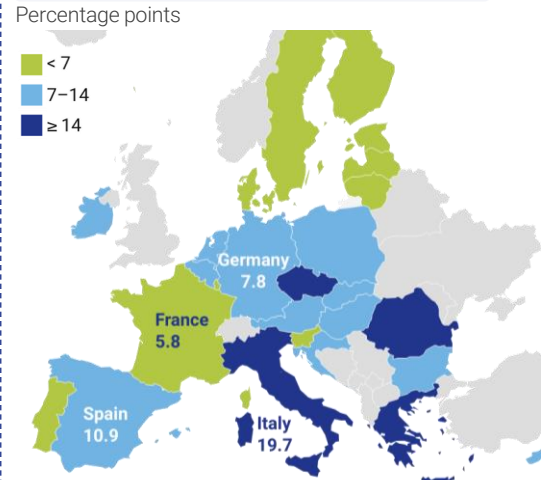 Percentage points
< 7
7–14
≥ 14
Germany
7.8
France
5.8
Spain
10.9
Italy
19.7